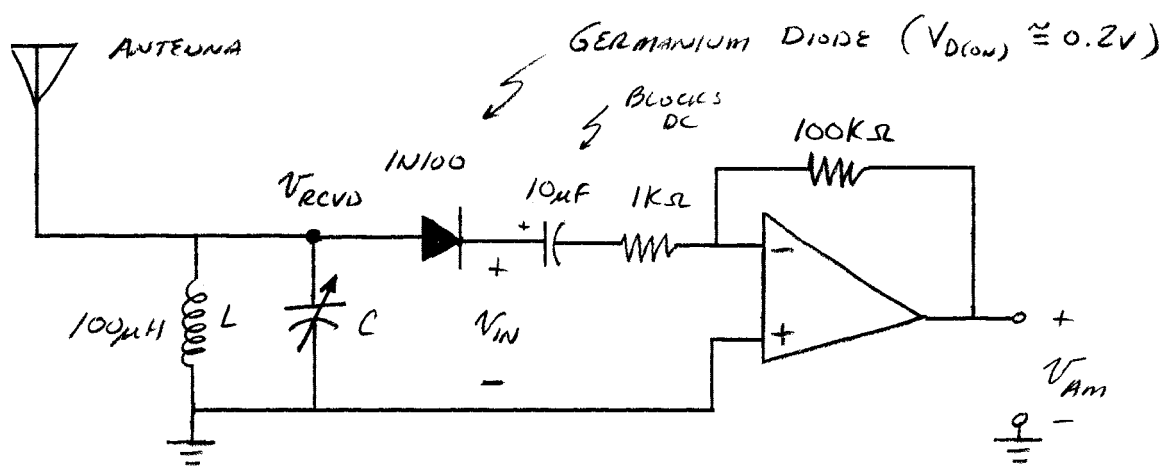 ANTENNA
GERMANIUM DIODE (VD(ON) ≅ 0.2V)
BLOCKS
DC
1N100
VRCVD
10μF
1KΩ
100KΩ
100μH
L
C
+
+
VIN
−
−
+
+
VAM
−